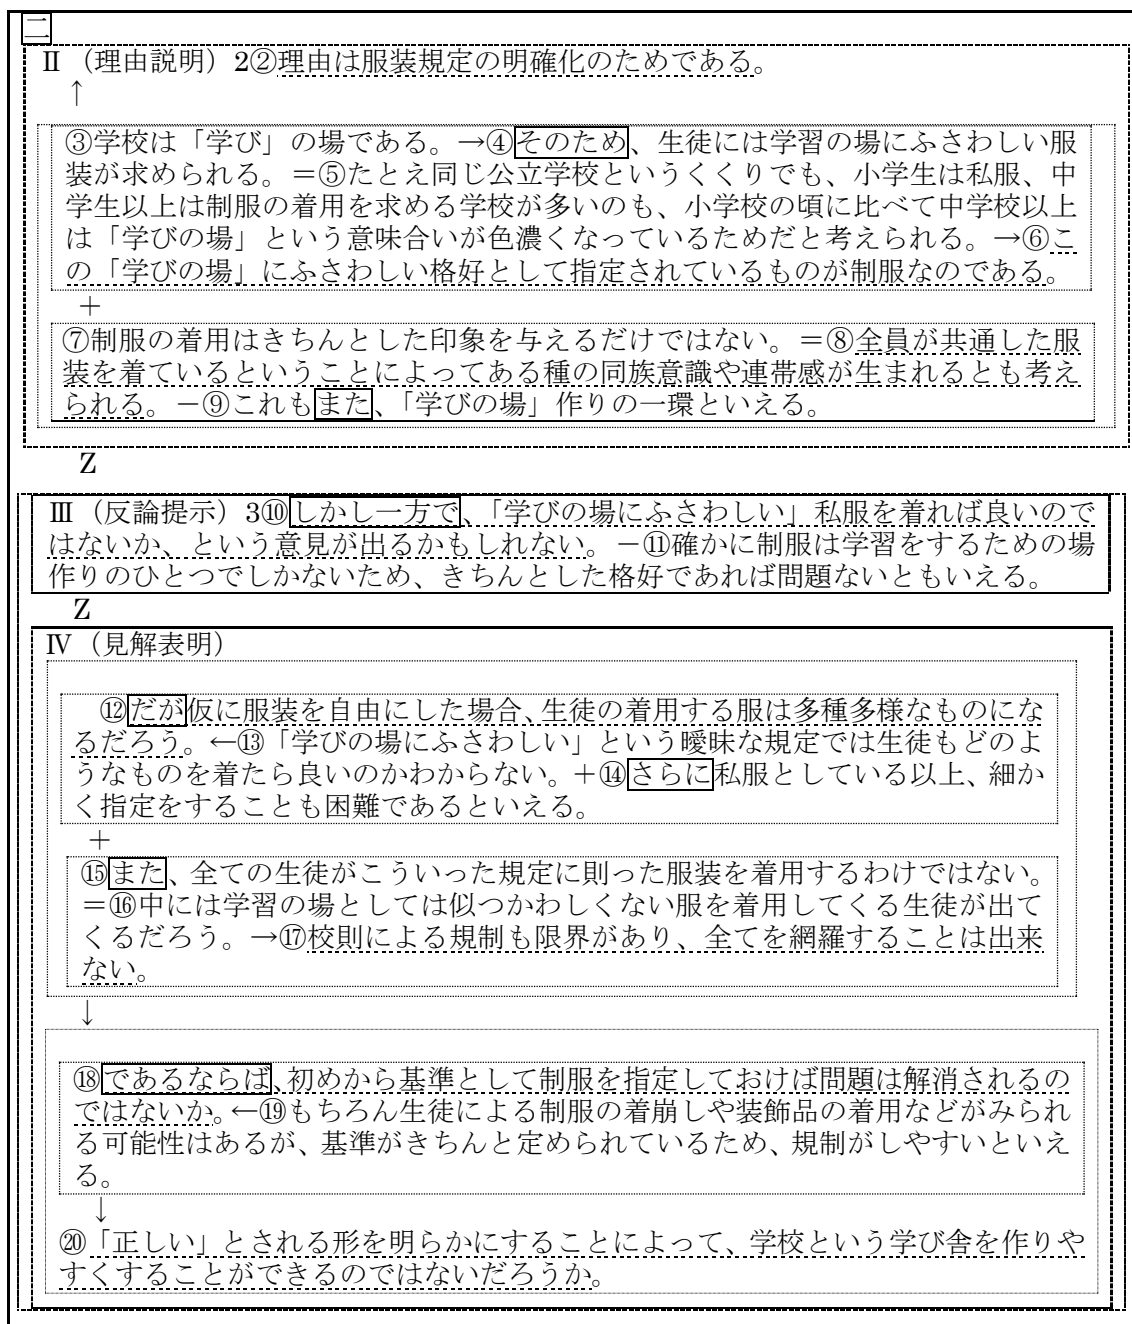 二
Ⅱ（理由説明）2②理由は服装規定の明確化のためである。
↑
③学校は「学び」の場である。→④そのため、生徒には学習の場にふさわしい服
装が求められる。＝⑤たとえ同じ公立学校というくくりでも、小学生は私服、中
学生以上は制服の着用を求める学校が多いのも、小学校の頃に比べて中学校以上
は「学びの場」という意味合いが色濃くなっているためだと考えられる。→⑥こ
の「学びの場」にふさわしい格好として指定されているものが制服なのである。
＋
⑦制服の着用はきちんとした印象を与えるだけではない。＝⑧全員が共通した服
装を着ているということによってある種の同族意識や連帯感が生まれるとも考え
られる。－⑨これもまた、「学びの場」作りの一環といえる。
Z
Ⅲ（反論提示）3⑩しかし一方で、「学びの場にふさわしい」私服を着れば良いので
はないか、という意見が出るかもしれない。－⑪確かに制服は学習をするための場
作りのひとつでしかないため、きちんとした格好であれば問題ないともいえる。
Z
Ⅳ（見解表明）
⑫だが仮に服装を自由にした場合、生徒の着用する服は多種多様なものにな
るだろう。←⑬「学びの場にふさわしい」という曖昧な規定では生徒もどのよ
うなものを着たら良いのかわからない。＋⑭さらに私服としている以上、細か
く指定をすることも困難であるといえる。
＋
⑮また、全ての生徒がこういった規定に則った服装を着用するわけではない。
＝⑯中には学習の場としては似つかわしくない服を着用してくる生徒が出て
くるだろう。→⑰校則による規制も限界があり、全てを網羅することは出来
ない。
↓
⑱であるならば、初めから基準として制服を指定しておけば問題は解消されるの
ではないか。←⑲もちろん生徒による制服の着崩しや装飾品の着用などがみられ
る可能性はあるが、基準がきちんと定められているため、規制がしやすいといえ
る。
↓
⑳「正しい」とされる形を明らかにすることによって、学校という学び舎を作りや
すくすることができるのではないだろうか。